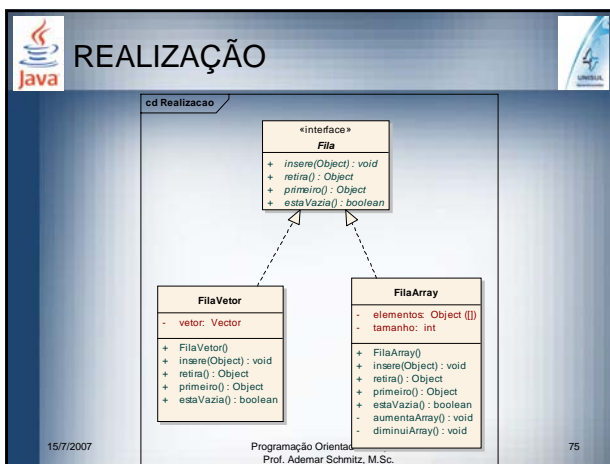 Java
REALIZAÇÃO
UNISUL
cd Realizacao
«interface»
Fila
+ insere(Object) : void
+ retira() : Object
+ primeiro() : Object
+ estaVazia() : boolean
FilaVetor
- vetor: Vector
+ FilaVetor()
+ insere(Object) : void
+ retira() : Object
+ primeiro() : Object
+ estaVazia() : boolean
FilaArray
- elementos: Object ([])
- tamanho: int
+ FilaArray()
+ insere(Object) : void
+ retira() : Object
+ primeiro() : Object
+ estaVazia() : boolean
- aumentaArray() : void
- diminuiArray() : void
15/7/2007
Programação Orientad
Prof. Ademar Schmitz, M.Sc.
75